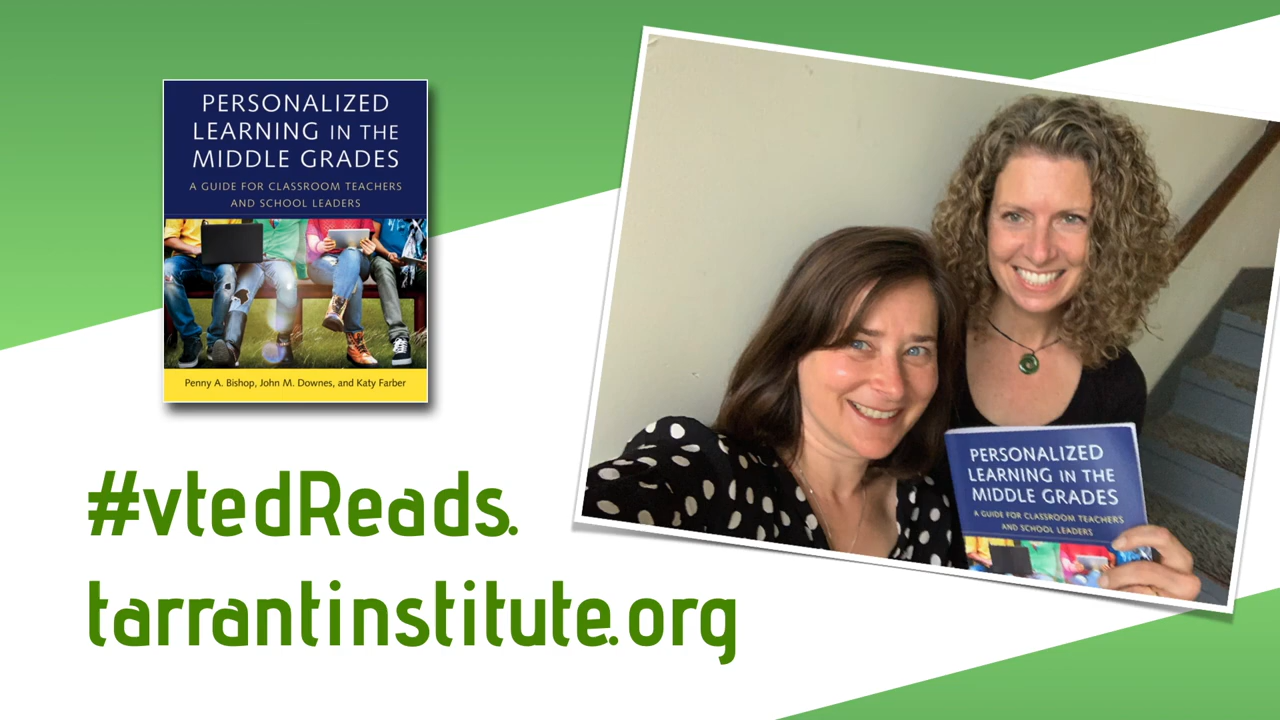 PERSONALIZED
LEARNING IN THE
MIDDLE GRADES
A GUIDE FOR CLASSROOM TEACHERS
AND SCHOOL LEADERS
Penny A. Bishop, John M. Downes, and Katy Farber
#vtedReads.
tarrantinstitute.org
PERSONALIZED
LEARNING IN THE
MIDDLE GRADES
A GUIDE FOR CLASSROOM TEACHERS
AND SCHOOL LEADERS